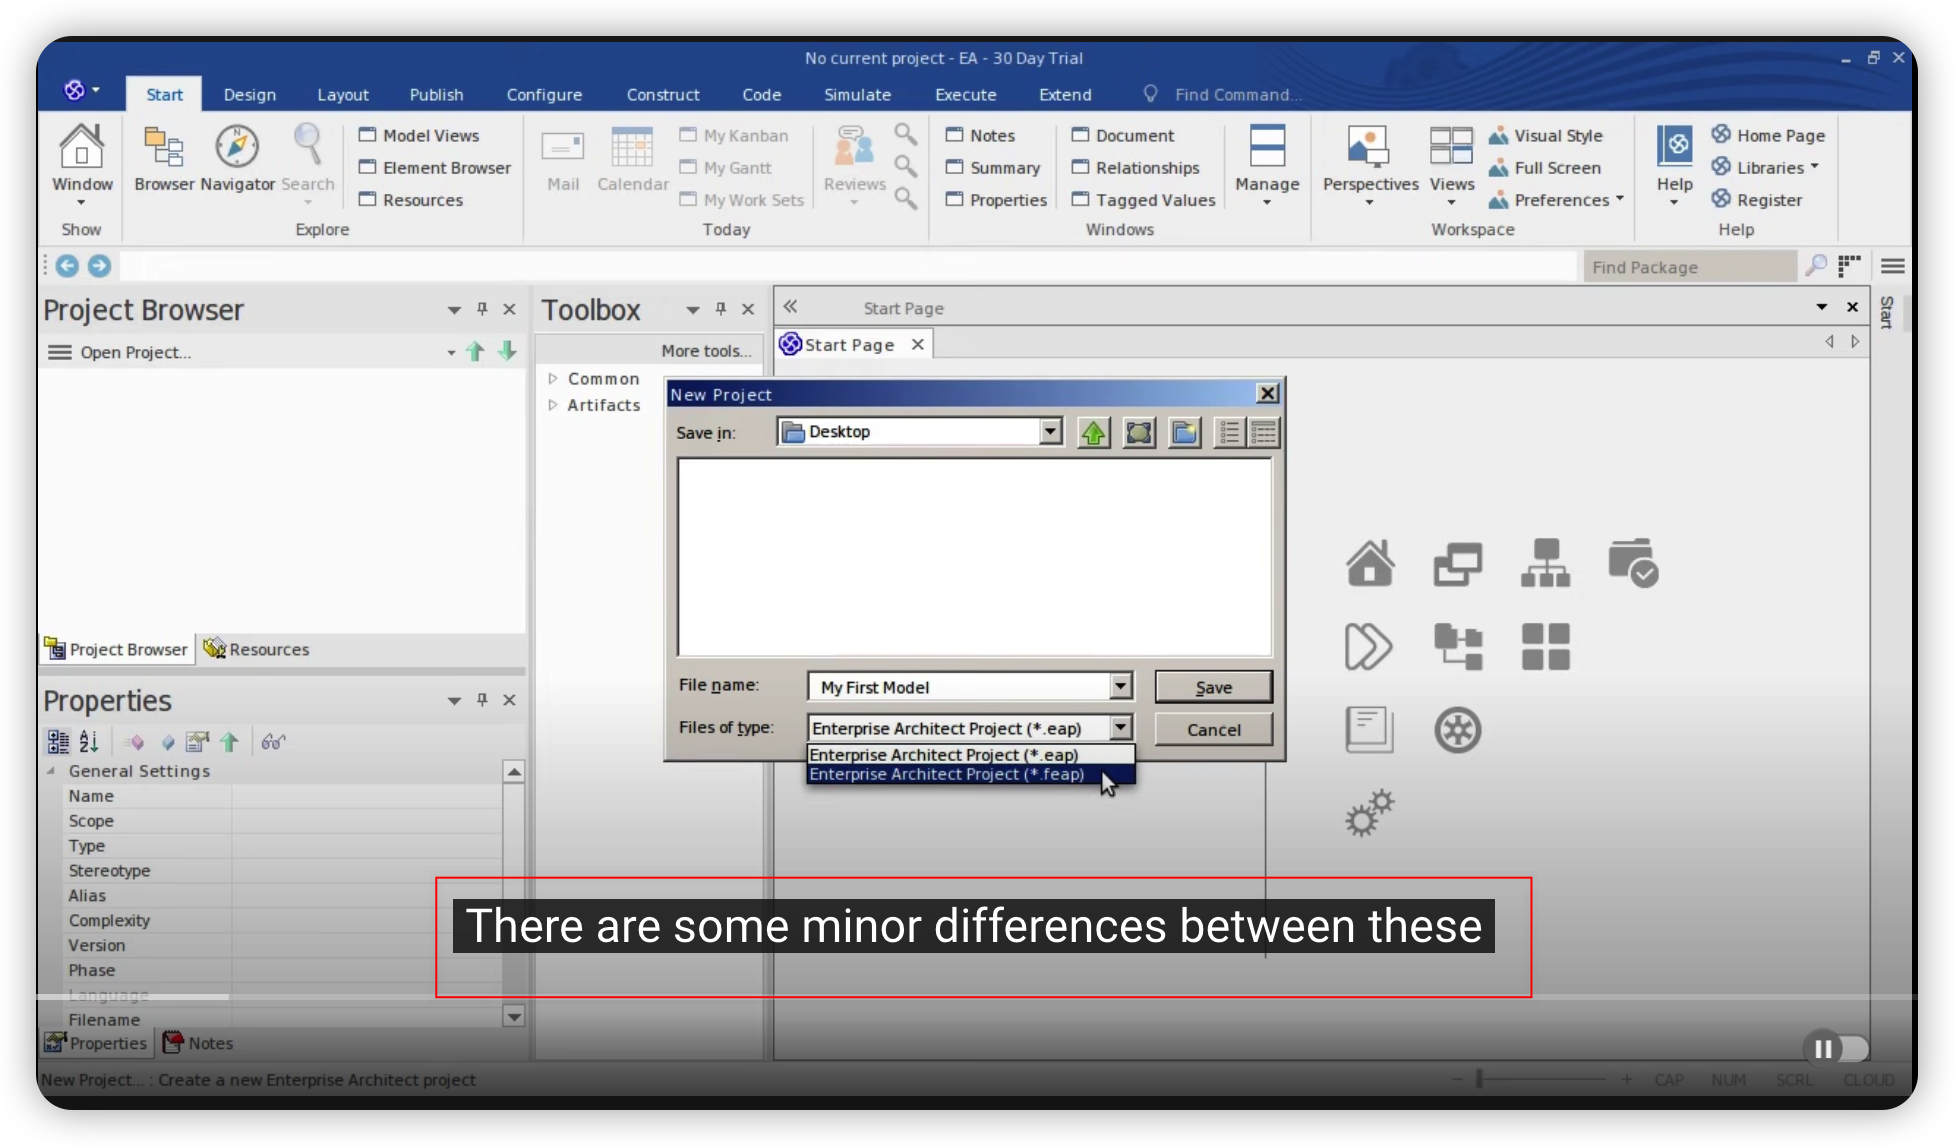 No current project - EA - 30 Day Trial
Start Design Layout Publish Configure Construct Code Simulate Execute Extend Find Command...
Window
Browser Navigator Search
Model Views
Element Browser
Resources
Mail Calendar
My Kanban
My Gantt
My Work Sets
Reviews
Notes
Summary
Properties
Document
Relationships
Tagged Values
Manage
Perspectives Views
Visual Style
Full Screen
Preferences
Help
Home Page
Libraries
Register
Show Explore Today Windows Workspace Help
Find Package
Project Browser
Open Project...
Project Browser Resources
Toolbox
More tools...
Common
Artifacts
Start Page
Start Page
Start
New Project
Save in: Desktop
File name: My First Model Save
Files of type: Enterprise Architect Project (*.eap) Cancel
Enterprise Architect Project (*.eap)
Enterprise Architect Project (*.feap)
Properties
General Settings
Name
Scope
Type
Stereotype
Alias
Complexity
Version
Phase
Language
Filename
Properties Notes
There are some minor differences between these
New Project... : Create a new Enterprise Architect project
CAP NUM SCRL CLOUD